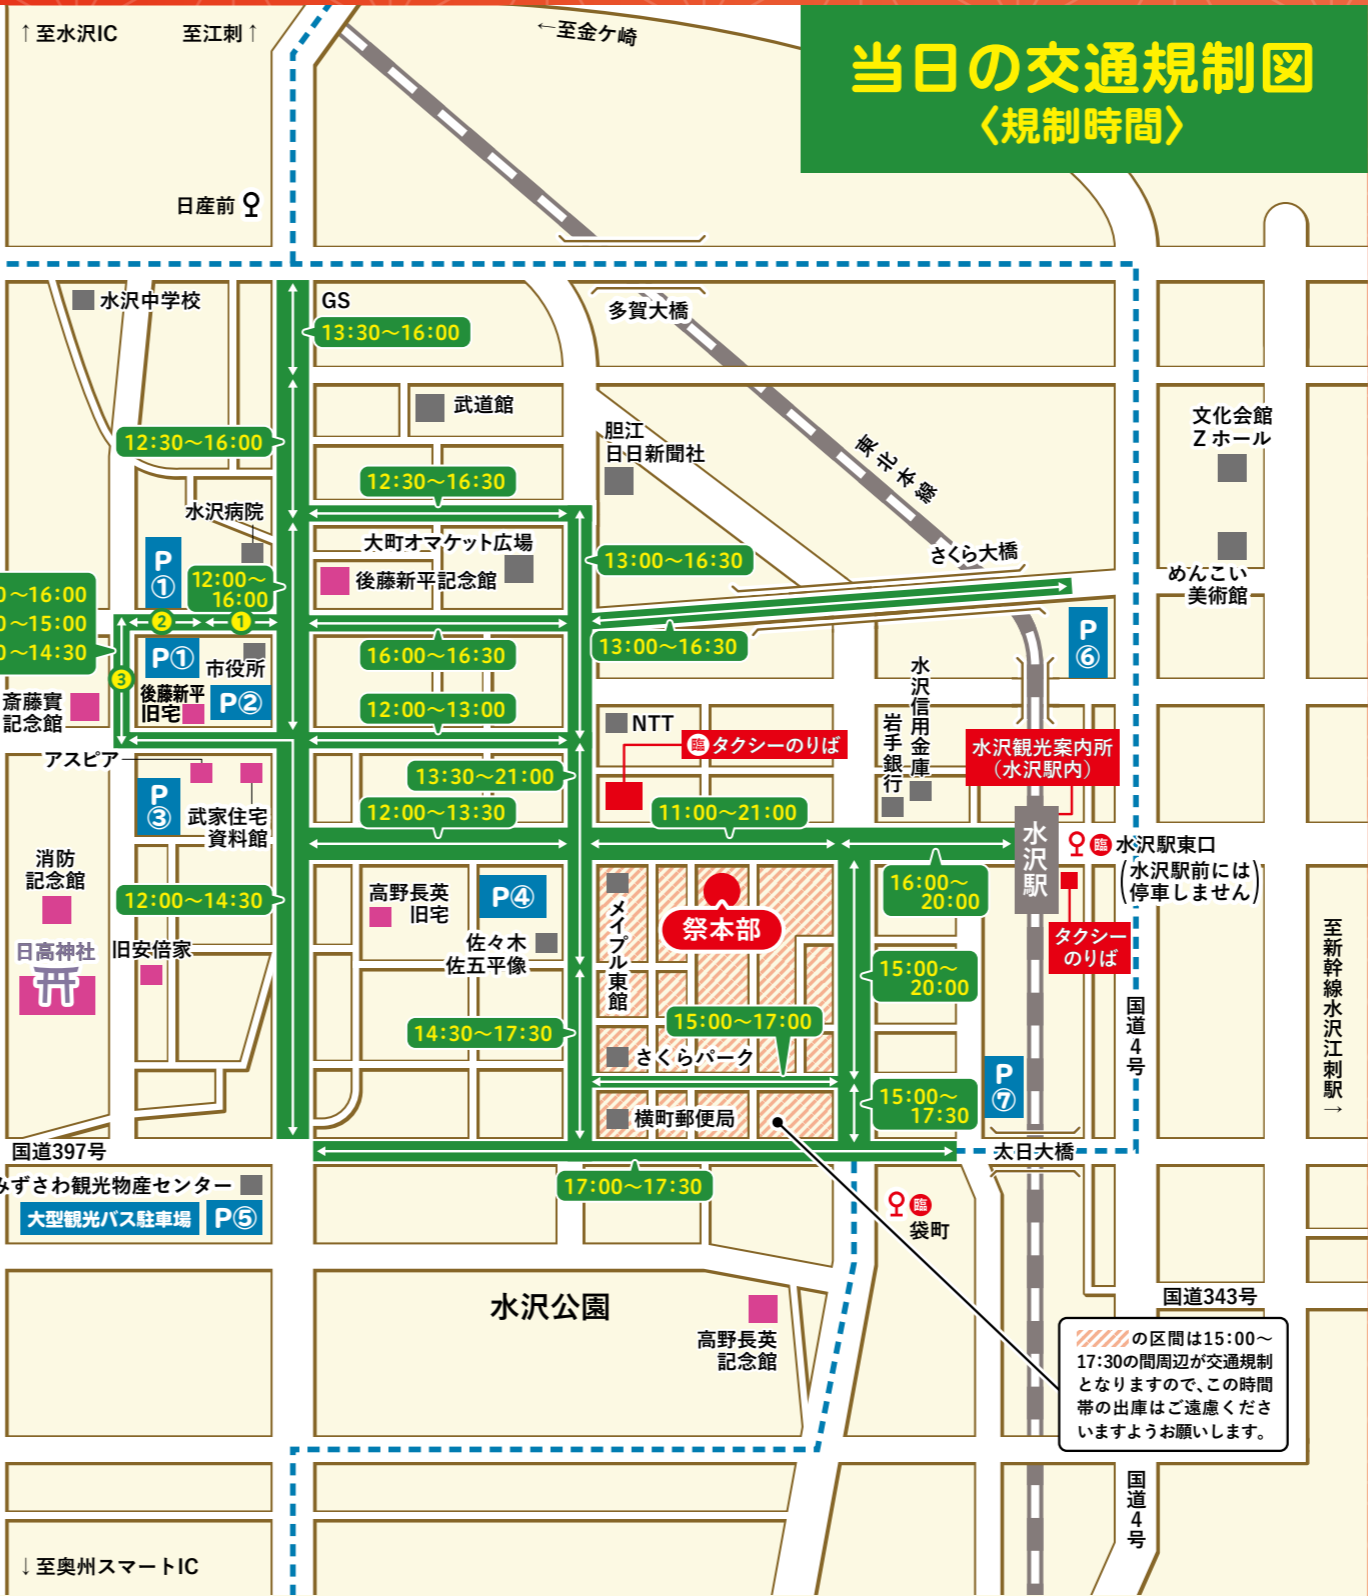 ↑至水沢IC
至江刺↑
←至金ケ崎
当日の交通規制図
〈規制時間〉
日産前
水沢中学校
GS
13:30〜16:00
多賀大橋
12:30〜16:00
武道館
胆江
日日新聞社
東北本線
文化会館
Zホール
12:30〜16:30
水沢病院
大町オマケット広場
後藤新平記念館
13:00〜16:30
さくら大橋
めんこい
美術館
P
①
12:00〜
16:00
〜16:00
〜15:00
〜14:30
②
①
③
16:00〜16:30
13:00〜16:30
P
⑥
P①
市役所
後藤新平
旧宅
P②
斎藤實
記念館
12:00〜13:00
NTT
臨タクシーのりば
水沢信用金庫
岩手銀行
水沢観光案内所
(水沢駅内)
アスピア
P
③
武家住宅
資料館
13:30〜21:00
12:00〜13:30
11:00〜21:00
水沢駅
臨水沢駅東口
(水沢駅前には
停車しません)
消防
記念館
12:00〜14:30
高野長英
旧宅
P④
メイプル東館
祭本部
16:00〜
20:00
タクシー
のりば
日高神社
旧安倍家
佐々木
佐五平像
15:00〜
20:00
至新幹線水沢江刺駅→
国道4号
14:30〜17:30
15:00〜17:00
さくらパーク
P
⑦
横町郵便局
15:00〜
17:30
国道397号
太日大橋
みずさわ観光物産センター
17:00〜17:30
大型観光バス駐車場
P⑤
臨
袋町
水沢公園
国道343号
高野長英
記念館
の区間は15:00〜
17:30の間周辺が交通規制
となりますので、この時間
帯の出庫はご遠慮くださ
いますようお願いします。
国道4号
↓至奥州スマートIC